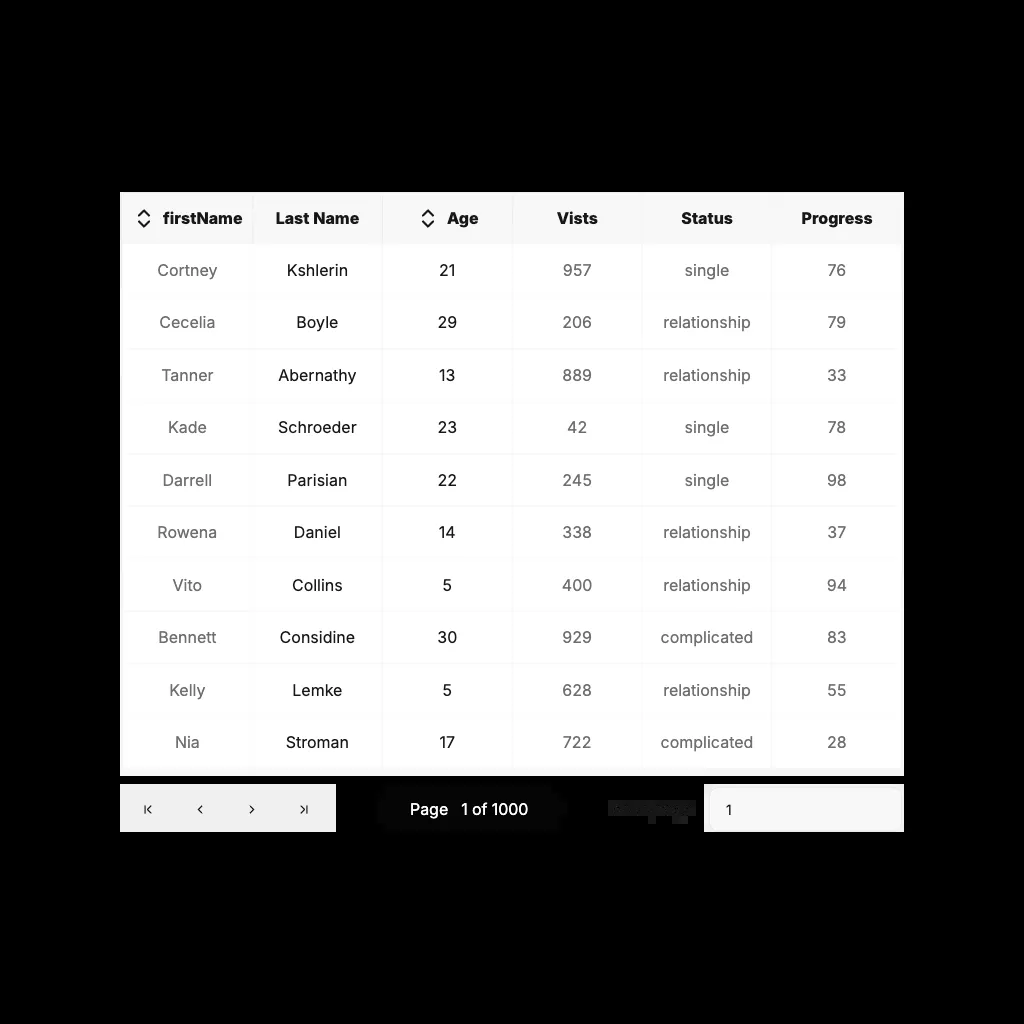 firstName Last Name Age Vists Status Progress
Cortney Kshlerin 21 957 single 76
Cecelia Boyle 29 206 relationship 79
Tanner Abernathy 13 889 relationship 33
Kade Schroeder 23 42 single 78
Darrell Parisian 22 245 single 98
Rowena Daniel 14 338 relationship 37
Vito Collins 5 400 relationship 94
Bennett Considine 30 929 complicated 83
Kelly Lemke 5 628 relationship 55
Nia Stroman 17 722 complicated 28
Page 1 of 1000 1